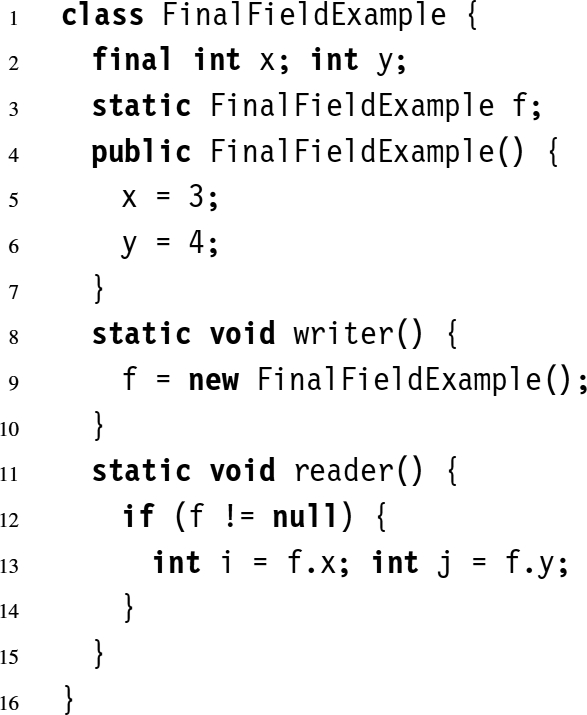 1 class FinalFieldExample {
2 final int x; int y;
3 static FinalFieldExample f;
4 public FinalFieldExample() {
5 x = 3;
6 y = 4;
7 }
8 static void writer() {
9 f = new FinalFieldExample();
10 }
11 static void reader() {
12 if (f != null) {
13 int i = f.x; int j = f.y;
14 }
15 }
16 }